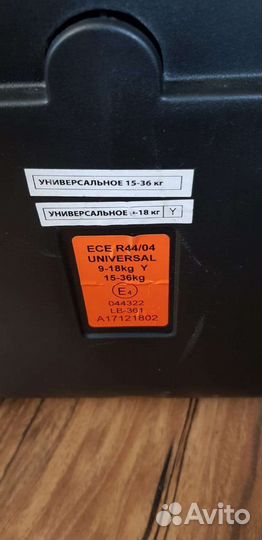 УНИВЕРСАЛЬНОЕ 15-36 кг
УНИВЕРСАЛЬНОЕ -18 кг Y
ECE R44/04
UNIVERSAL
9-18kg Y
15-36kg
E4
044322
LB-361
A17121802
Avito